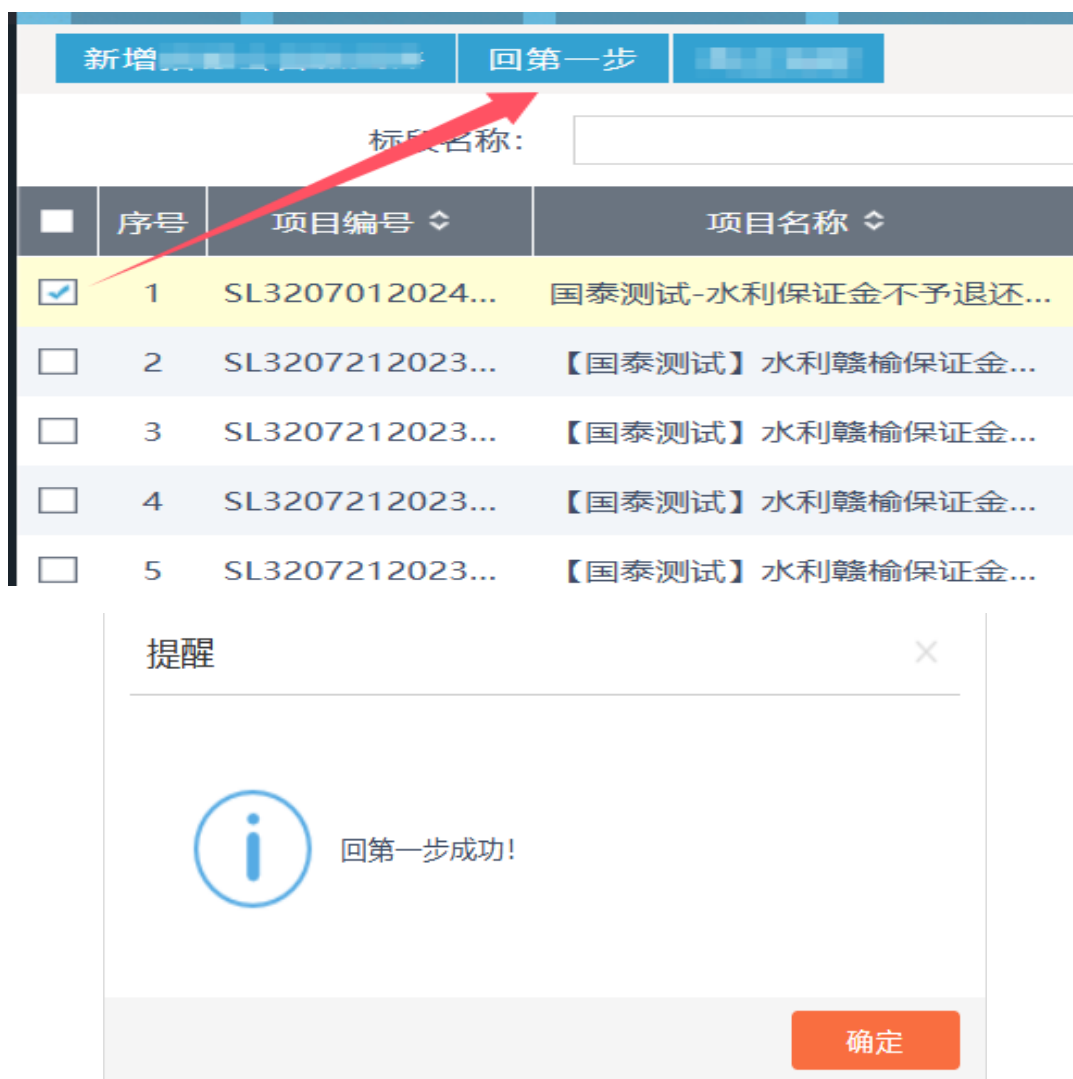 新增
回第一步
标段名称:
序号 项目编号 项目名称
1 SL3207012024... 国泰测试-水利保证金不予退还...
2 SL3207212023... 【国泰测试】水利赣榆保证金...
3 SL3207212023... 【国泰测试】水利赣榆保证金...
4 SL3207212023... 【国泰测试】水利赣榆保证金...
5 SL3207212023... 【国泰测试】水利赣榆保证金...
提醒
回第一步成功!
确定